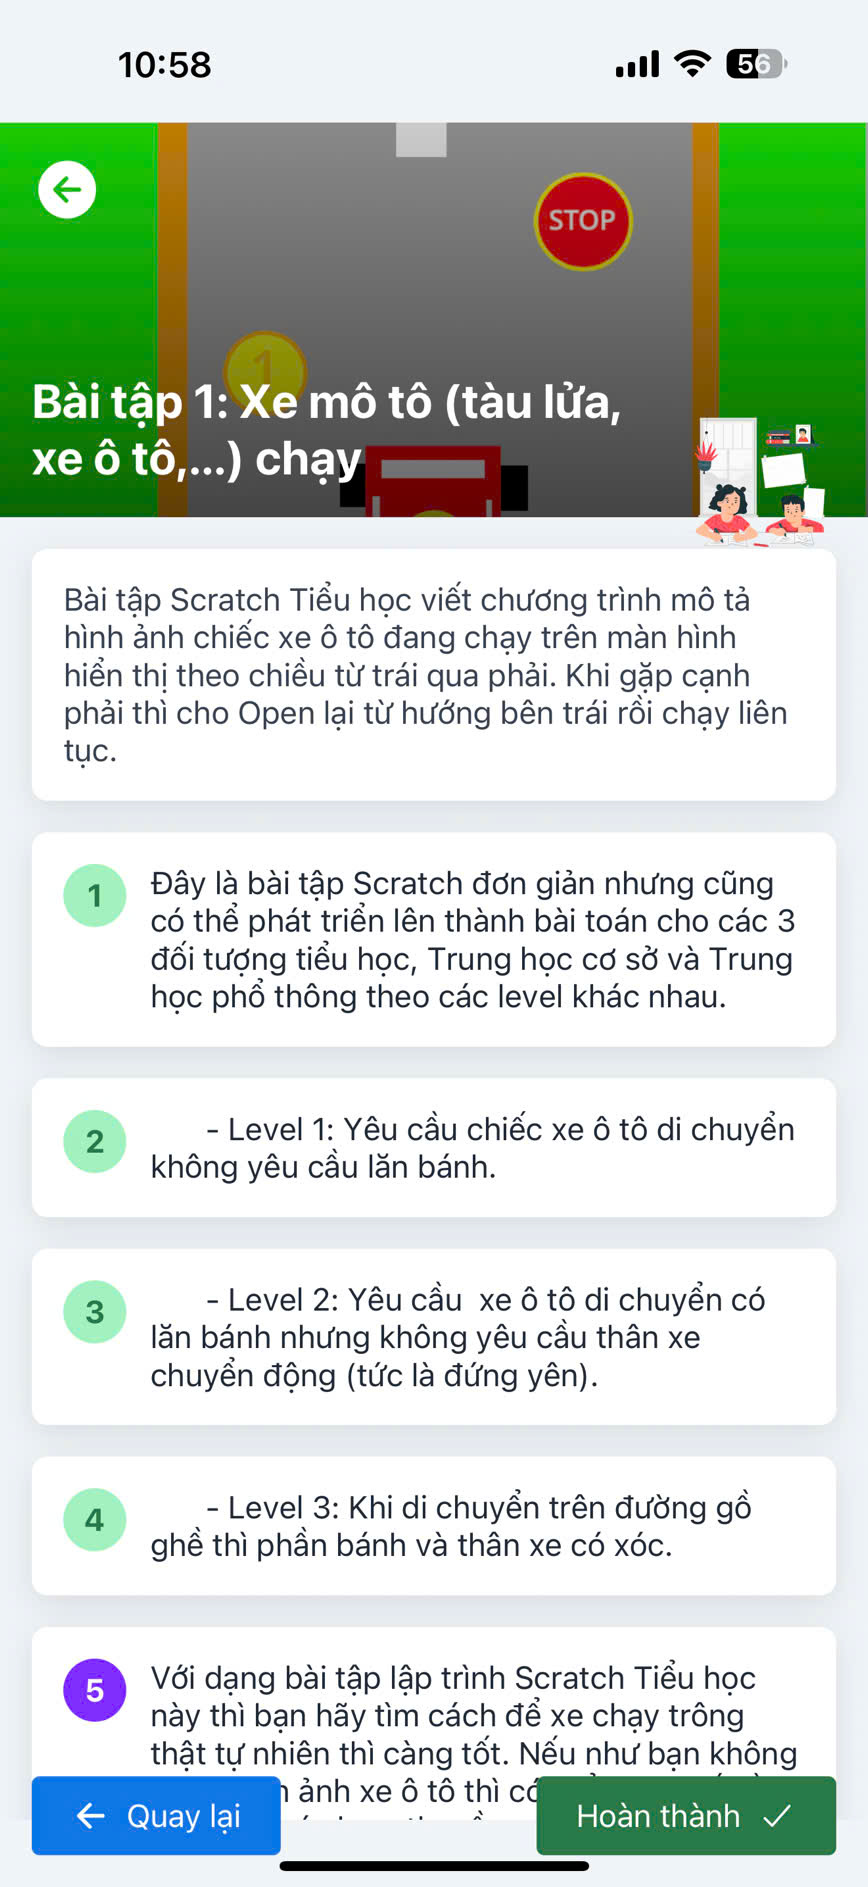 10:58
56
STOP
1
Bài tập 1: Xe mô tô (tàu lửa,
xe ô tô,...) chạy
Bài tập Scratch Tiểu học viết chương trình mô tả
hình ảnh chiếc xe ô tô đang chạy trên màn hình
hiển thị theo chiều từ trái qua phải. Khi gặp cạnh
phải thì cho Open lại từ hướng bên trái rồi chạy liên
tục.
1
Đây là bài tập Scratch đơn giản nhưng cũng
có thể phát triển lên thành bài toán cho các 3
đối tượng tiểu học, Trung học cơ sở và Trung
học phổ thông theo các level khác nhau.
2
- Level 1: Yêu cầu chiếc xe ô tô di chuyển
không yêu cầu lăn bánh.
3
- Level 2: Yêu cầu  xe ô tô di chuyển có
lăn bánh nhưng không yêu cầu thân xe
chuyển động (tức là đứng yên).
4
- Level 3: Khi di chuyển trên đường gồ
ghề thì phần bánh và thân xe có xóc.
5
Với dạng bài tập lập trình Scratch Tiểu học
này thì bạn hãy tìm cách để xe chạy trông
thật tự nhiên thì càng tốt. Nếu như bạn không
ảnh xe ô tô thì
Quay lại
Hoàn thành